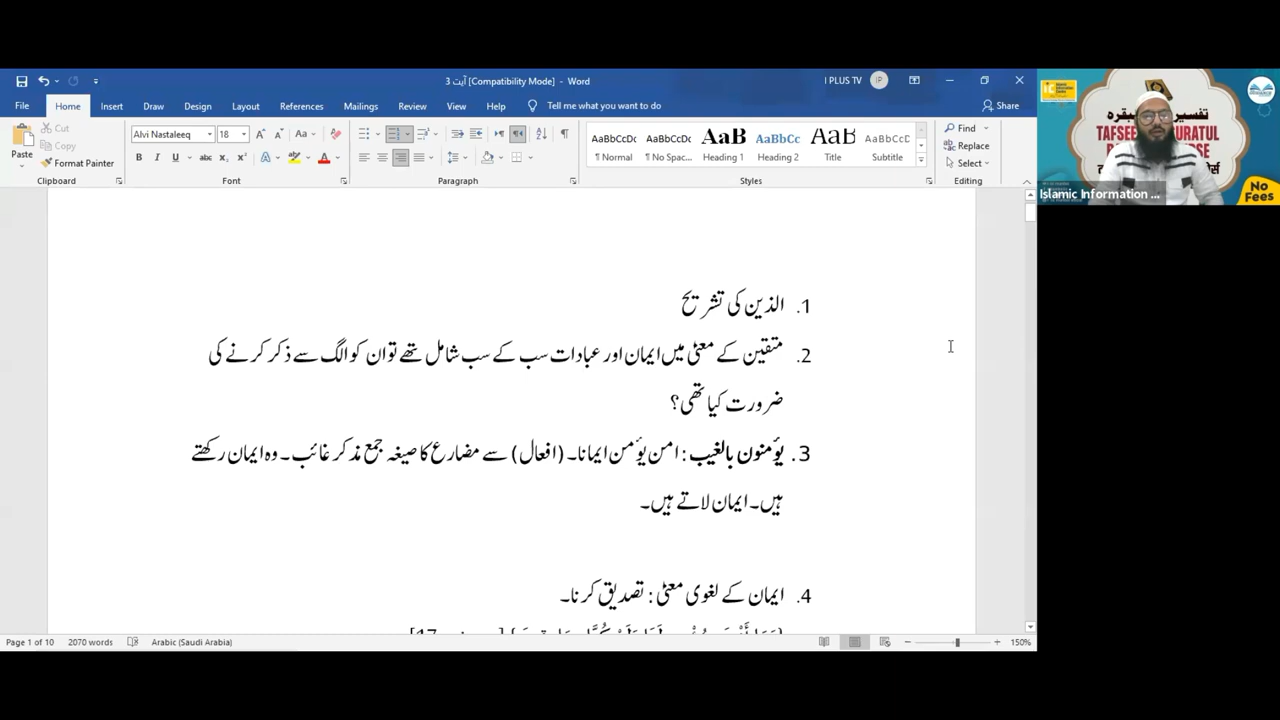 آیت 3 [Compatibility Mode] - Word
I PLUS TV
IP
File Home Insert Draw Design Layout References Mailings Review View Help Tell me what you want to do Share
Paste
Cut
Copy
Format Painter
Clipboard
Alvi Nastaleeq 18
Font
Paragraph
AaBbCcDc AaBbCcDc AaB AaBbCc AaB AaBbCcD
¶ Normal ¶ No Spac... Heading 1 Heading 2 Title Subtitle
Styles
Find
Replace
Select
Editing
1. الذین کی تشریح
2. متقین کے معنیٰ میں ایمان اور عبادات سب کے سب شامل تھے تو ان کو الگ سے ذکر کرنے کی
ضرورت کیا تھی؟
3. یؤمنون بالغیب : امن یؤمن ایمانا۔ (افعال) سے مضارع کا صیغہ جمع مذکر غائب۔ وہ ایمان رکھتے
ہیں۔ ایمان لاتے ہیں۔
4. ایمان کے لغوی معنیٰ : تصدیق کرنا۔
Page 1 of 10 2070 words Arabic (Saudi Arabia) 150%
TAFSEE
No
Fees
Islamic Information ...